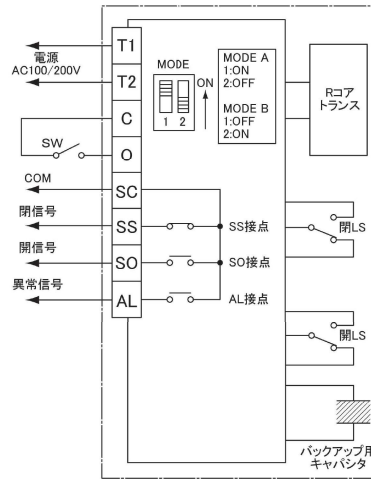 T1
電源
AC100/200V
T2
C
SW
O
COM
SC
閉信号
SS
開信号
SO
異常信号
AL
MODE
ON
1 2
MODE A
1:ON
2:OFF
MODE B
1:OFF
2:ON
Rコア
トランス
SS接点
SO接点
AL接点
閉LS
開LS
バックアップ用
キャパシタ